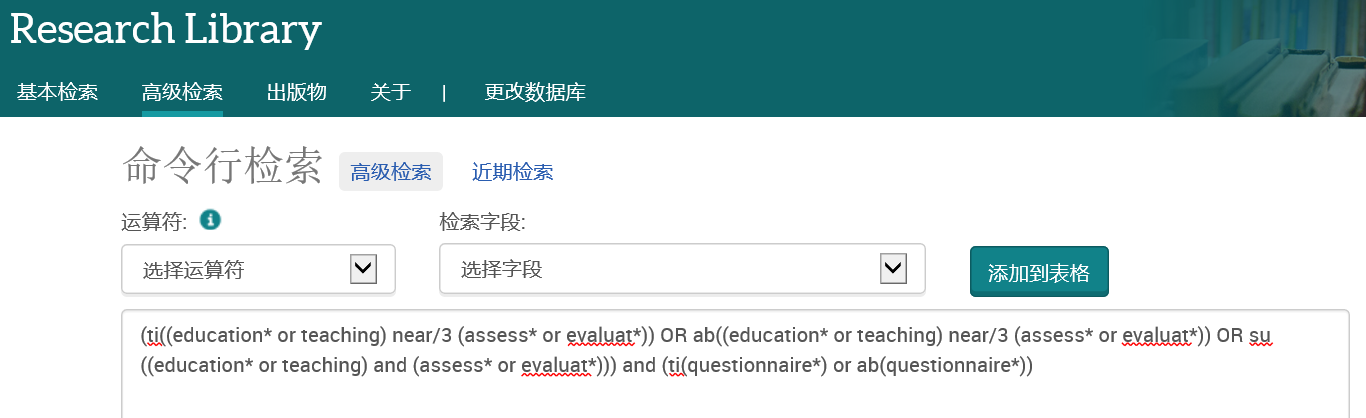 Research Library
基本检索 高级检索 出版物 关于 | 更改数据库
命令行检索 高级检索 近期检索
运算符: 检索字段:
选择运算符 选择字段 添加到表格
(ti((education* or teaching) near/3 (assess* or evaluat*)) OR ab((education* or teaching) near/3 (assess* or evaluat*)) OR su
((education* or teaching) and (assess* or evaluat*))) and (ti(questionnaire*) or ab(questionnaire*))